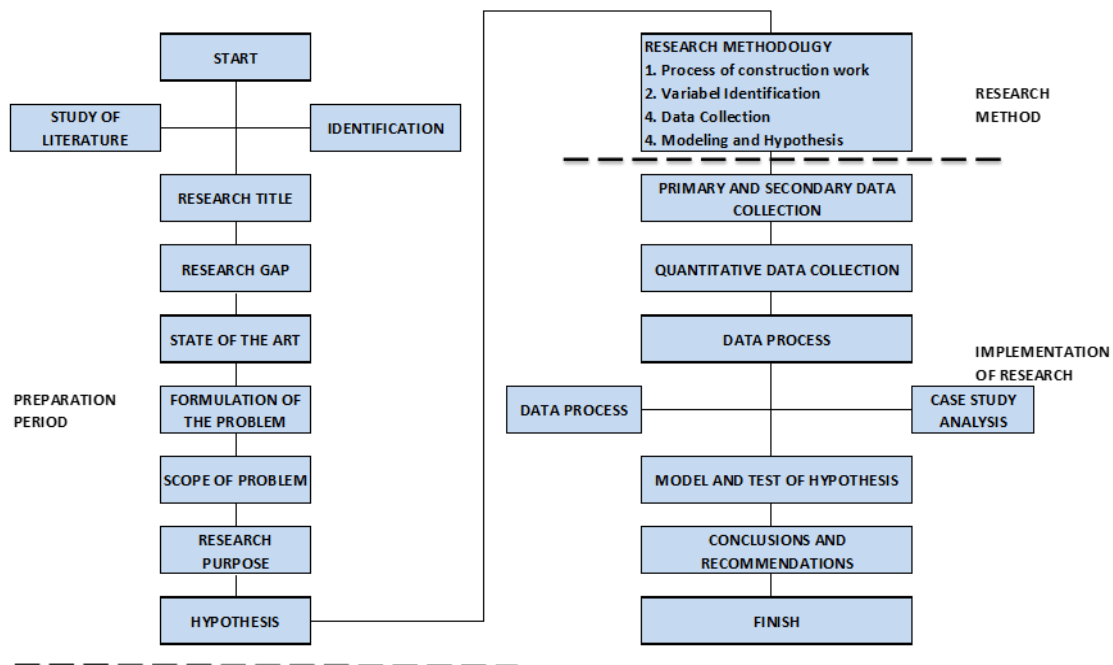 START
STUDY OF
LITERATURE
IDENTIFICATION
RESEARCH TITLE
RESEARCH GAP
STATE OF THE ART
PREPARATION
PERIOD
FORMULATION OF
THE PROBLEM
SCOPE OF PROBLEM
RESEARCH
PURPOSE
HYPOTHESIS
RESEARCH METHODOLIGY
1. Process of construction work
2. Variabel Identification
4. Data Collection
4. Modeling and Hypothesis
RESEARCH
METHOD
PRIMARY AND SECONDARY DATA
COLLECTION
QUANTITATIVE DATA COLLECTION
DATA PROCESS
IMPLEMENTATION
OF RESEARCH
DATA PROCESS
CASE STUDY
ANALYSIS
MODEL AND TEST OF HYPOTHESIS
CONCLUSIONS AND
RECOMMENDATIONS
FINISH